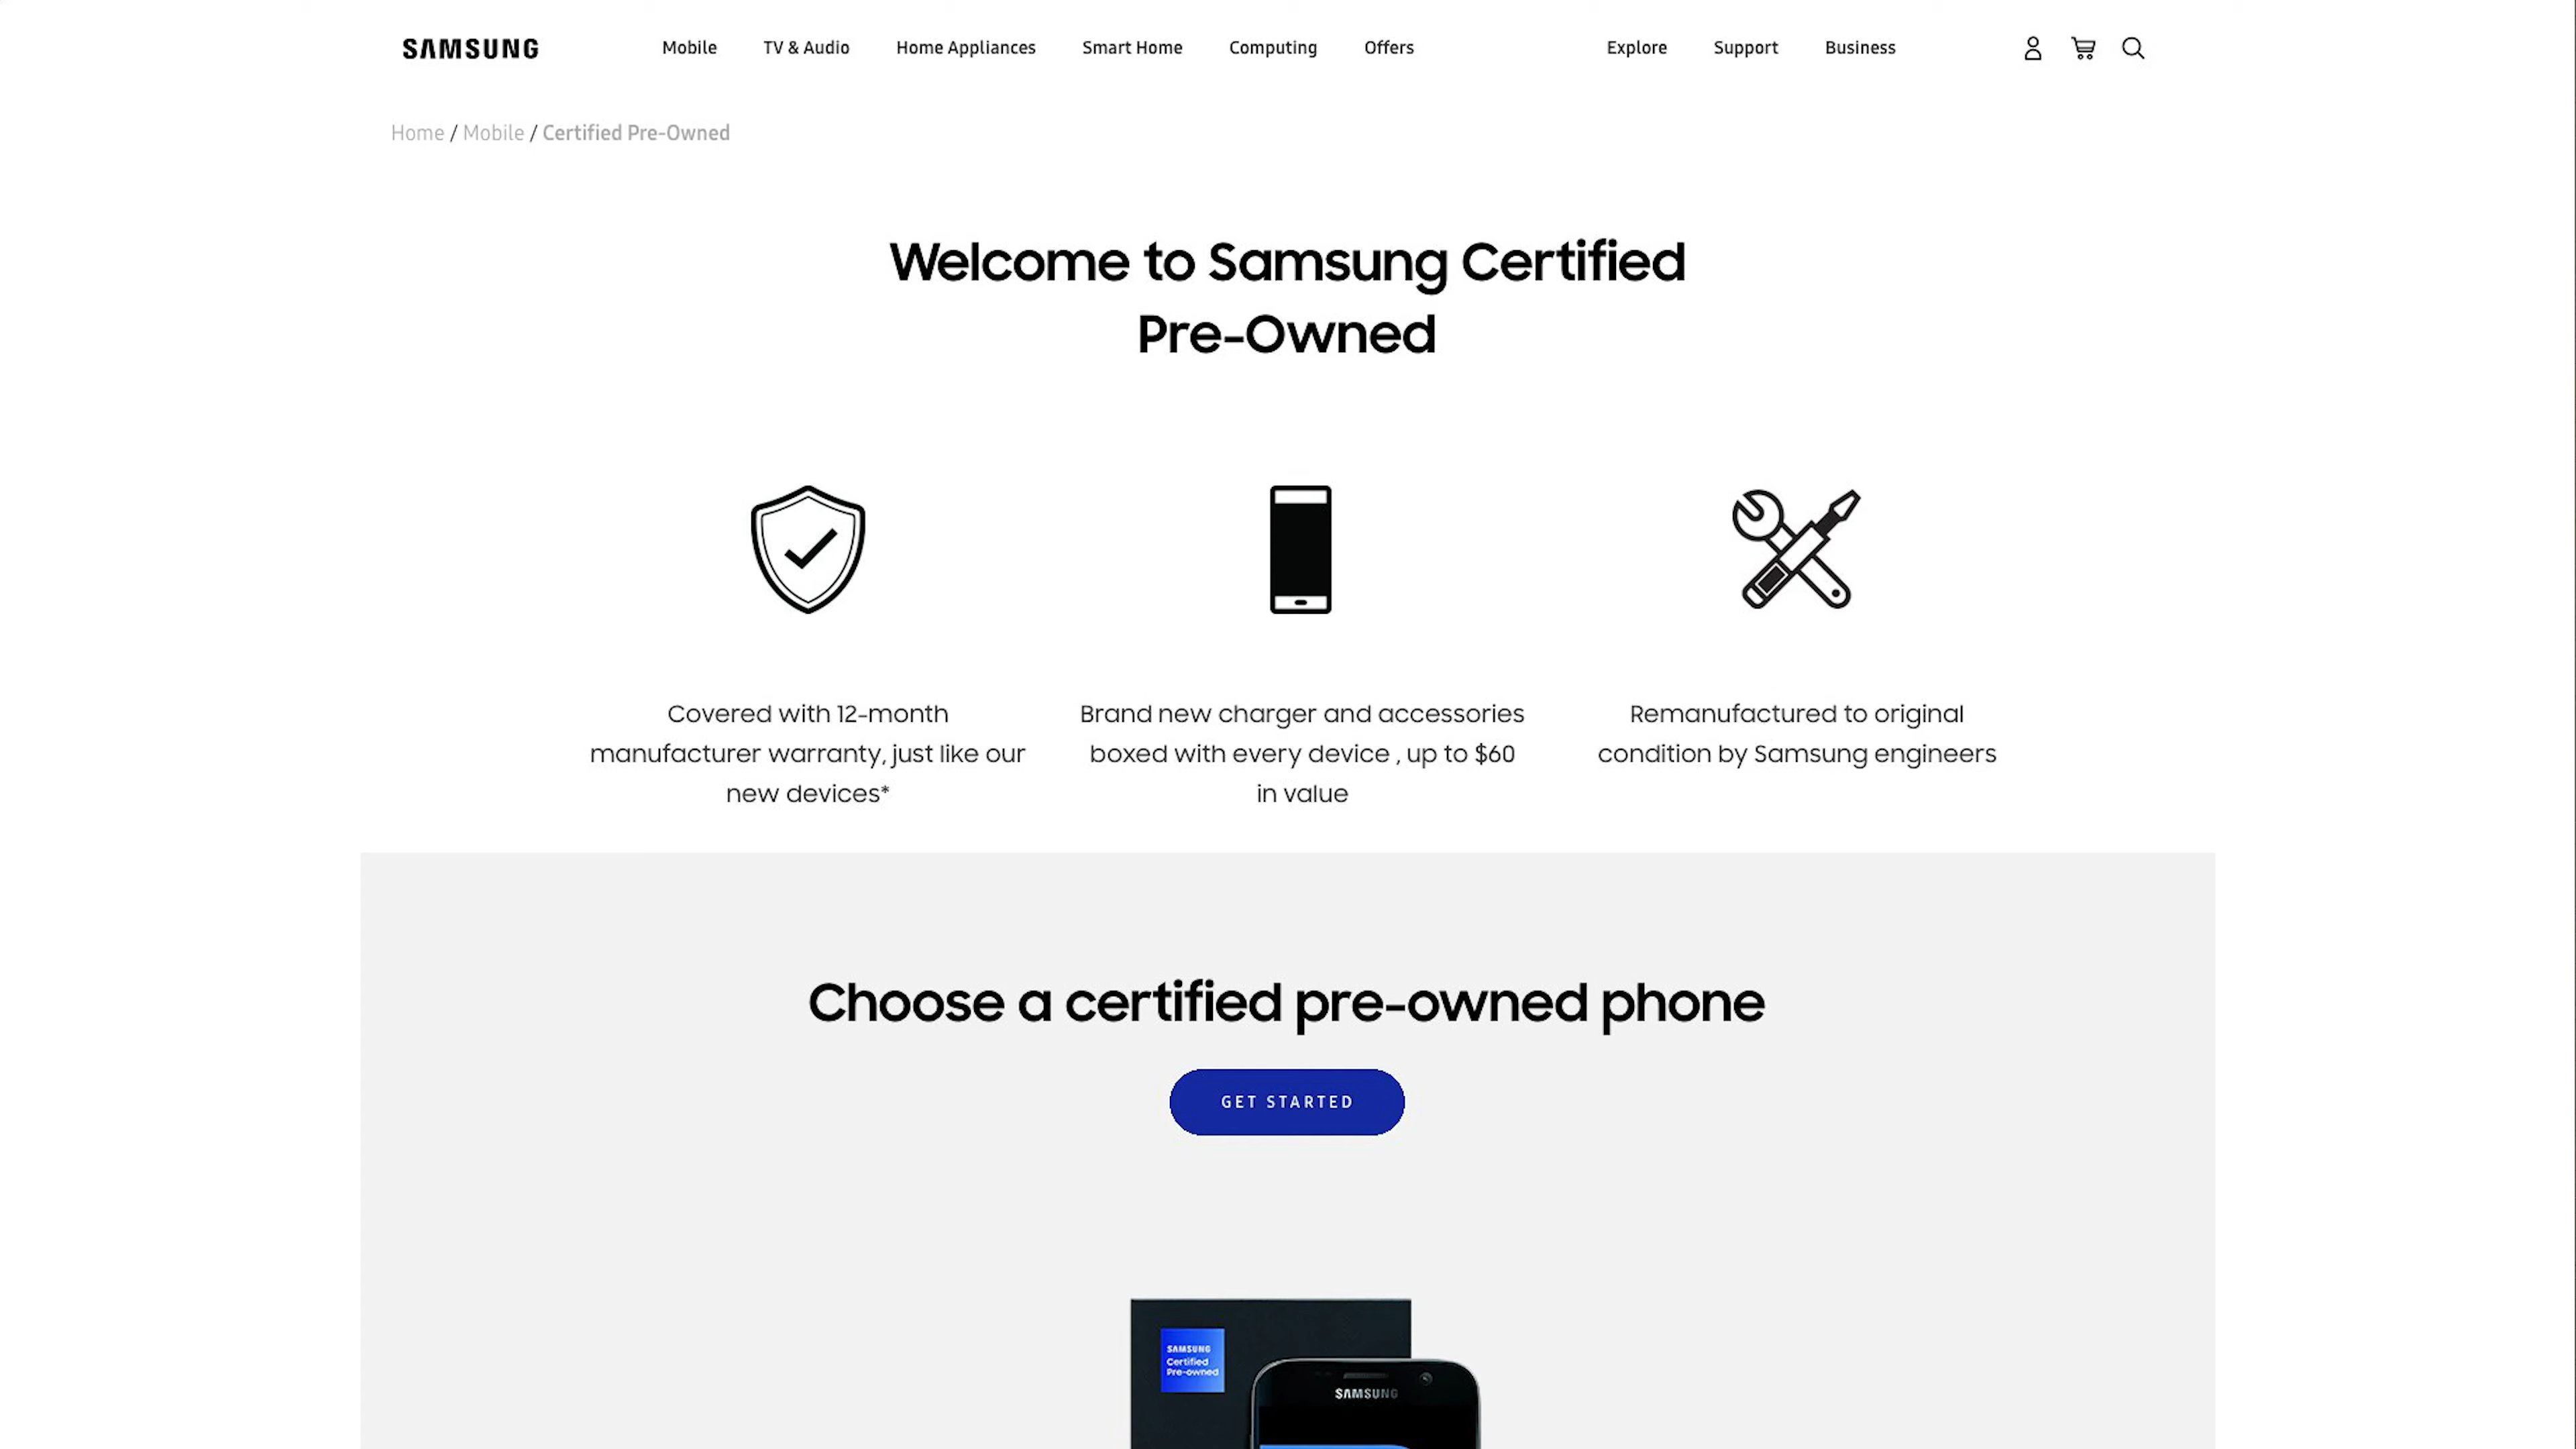 SAMSUNG
Mobile
TV & Audio
Home Appliances
Smart Home
Computing
Offers
Explore
Support
Business
Home / Mobile / Certified Pre-Owned
Welcome to Samsung Certified
Pre-Owned
Covered with 12-month
manufacturer warranty, just like our
new devices*
Brand new charger and accessories
boxed with every device , up to $60
in value
Remanufactured to original
condition by Samsung engineers
Choose a certified pre-owned phone
GET STARTED
SAMSUNG
Certified
Pre-owned
SAMSUNG